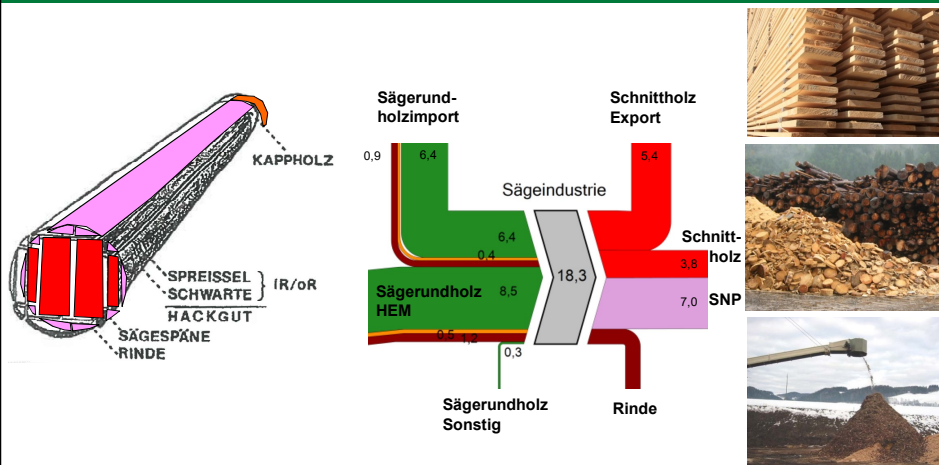 KAPPHOLZ
SPREISSEL
SCHWARTE
IR/oR
HACKGUT
SÄGESPÄNE
RINDE
Sägerund-
holzimport
Schnittholz
Export
0,9
6,4
5,4
Sägeindustrie
6,4
0,4
Schnitt-
holz
3,8
18,3
Sägerundholz
HEM
8,5
7,0
SNP
0,5
1,2
0,3
Sägerundholz
Sonstig
Rinde